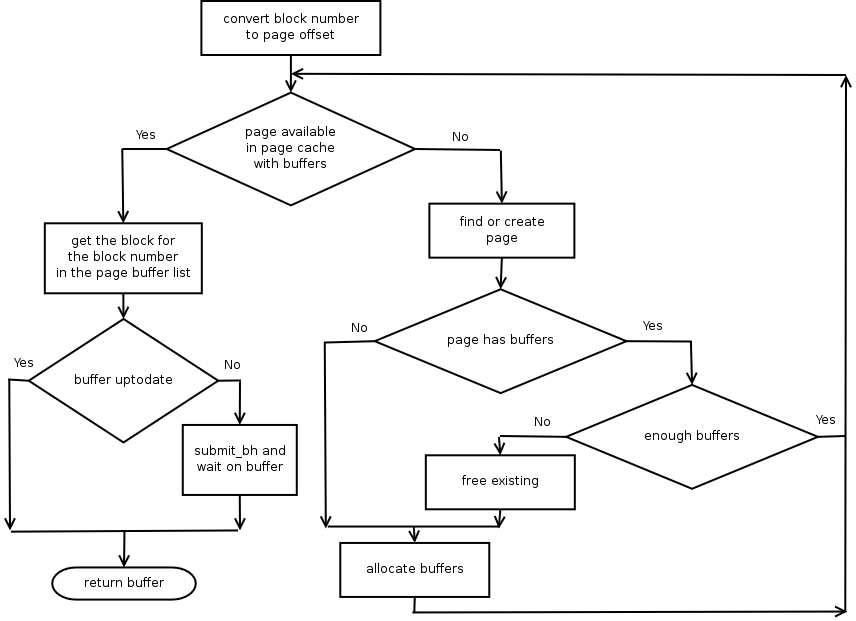 convert block number
to page offset
Yes
page available
in page cache
with buffers
No
get the block for
the block number
in the page buffer list
find or create
page
No
page has buffers
Yes
Yes
buffer uptodate
No
No
enough buffers
Yes
submit_bh and
wait on buffer
free existing
allocate buffers
return buffer